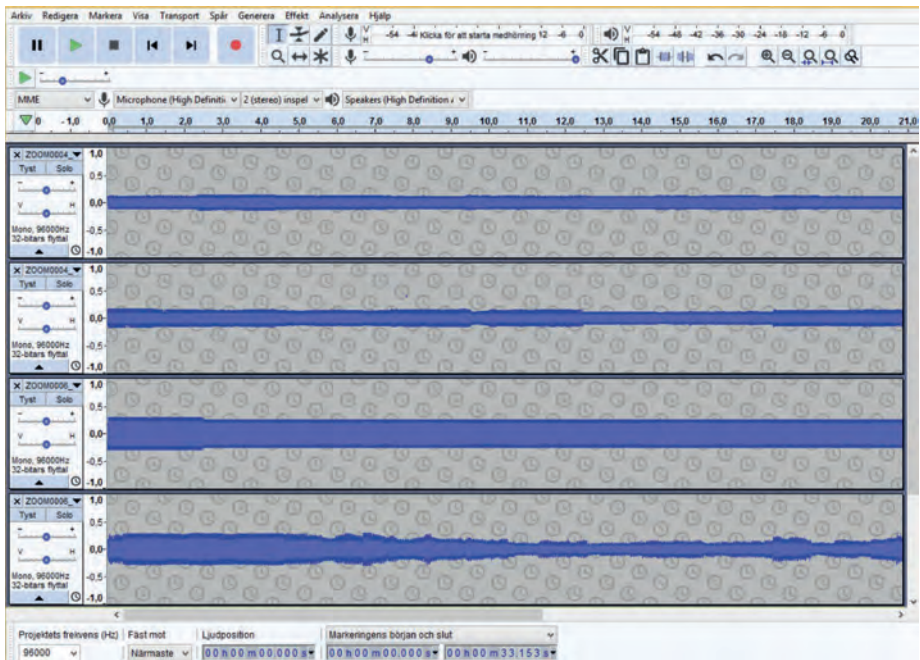 Arkiv Redigera Markera Visa Transport Spår Generera Effekt Analysera Hjälp
-54 Klicka för att starta medhörning 12 -6 0 V H -54 -48 -42 -36 -30 -24 -18 -12 -6 0
MME Microphone (High Definiti 2 (stereo) inspel Speakers (High Definition
0 -1,0 0,0 1,0 2,0 3,0 4,0 5,0 6,0 7,0 8,0 9,0 10,0 11,0 12,0 13,0 14,0 15,0 16,0 17,0 18,0 19,0 20,0 21,0
× ZOOM0004_ 1,0
Tyst Solo 0,5-
- +
V H 0,0-
Mono, 96000Hz -0,5-
32-bitars flyttal
-1,0
× ZOOM0004_ 1,0
Tyst Solo 0,5-
- +
V H 0,0-
Mono, 96000Hz -0,5-
32-bitars flyttal
-1,0
× ZOOM0006_ 1,0
Tyst Solo 0,5-
- +
V H 0,0-
Mono, 96000Hz -0,5-
32-bitars flyttal
-1,0
× ZOOM0006_ 1,0
Tyst Solo 0,5-
- +
V H 0,0-
Mono, 96000Hz -0,5-
32-bitars flyttal
-1,0
Projektets frekvens (Hz) Fäst mot Ljudposition Markeringens början och slut
96000 Närmaste 00 h 00 m 00,000 s 00 h 00 m 00,000 s 00 h 00 m 33,153 s